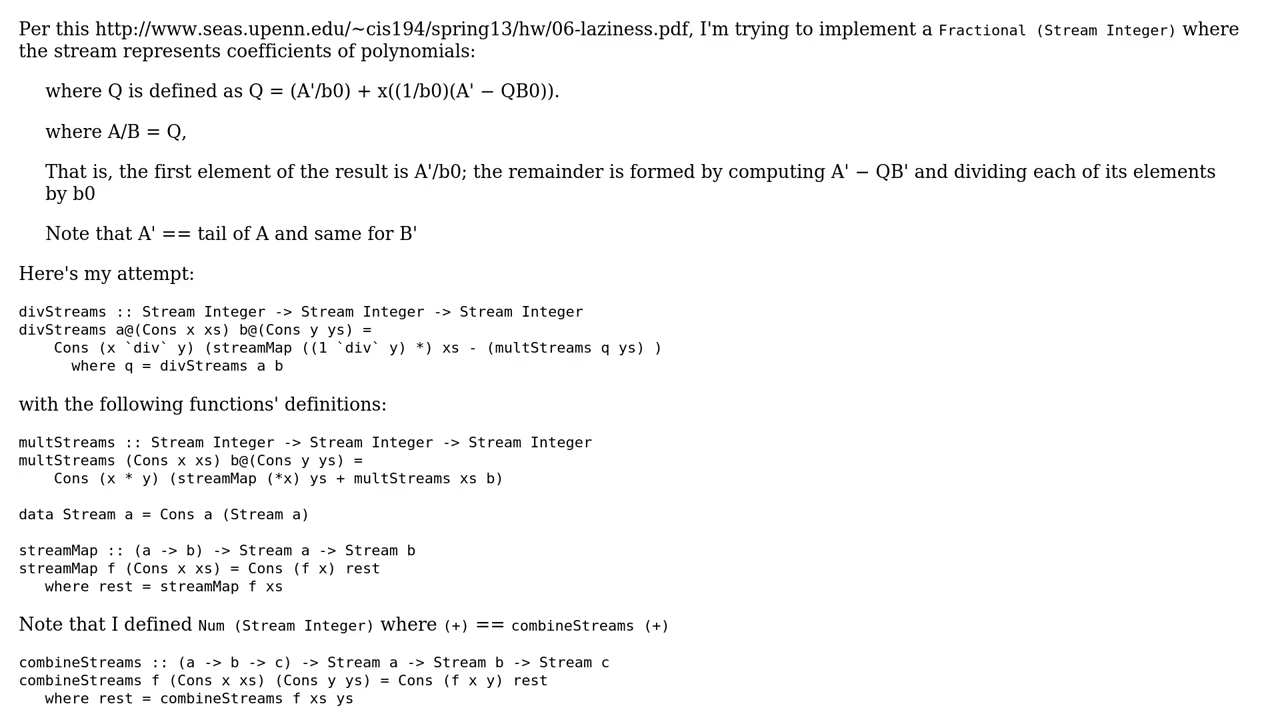 Per this http://www.seas.upenn.edu/~cis194/spring13/hw/06-laziness.pdf, I'm trying to implement a Fractional (Stream Integer) where
the stream represents coefficients of polynomials:
where Q is defined as Q = (A'/b0) + x((1/b0)(A' − QB0)).
where A/B = Q,
That is, the first element of the result is A'/b0; the remainder is formed by computing A' − QB' and dividing each of its elements
by b0
Note that A' == tail of A and same for B'
Here's my attempt:
divStreams :: Stream Integer -> Stream Integer -> Stream Integer
divStreams a@(Cons x xs) b@(Cons y ys) =
    Cons (x `div` y) (streamMap ((1 `div` y) *) xs - (multStreams q ys) )
      where q = divStreams a b
with the following functions' definitions:
multStreams :: Stream Integer -> Stream Integer -> Stream Integer
multStreams (Cons x xs) b@(Cons y ys) =
    Cons (x * y) (streamMap (*x) ys + multStreams xs b)
data Stream a = Cons a (Stream a)
streamMap :: (a -> b) -> Stream a -> Stream b
streamMap f (Cons x xs) = Cons (f x) rest
   where rest = streamMap f xs
Note that I defined Num (Stream Integer) where (+) == combineStreams (+)
combineStreams :: (a -> b -> c) -> Stream a -> Stream b -> Stream c
combineStreams f (Cons x xs) (Cons y ys) = Cons (f x y) rest
   where rest = combineStreams f xs ys